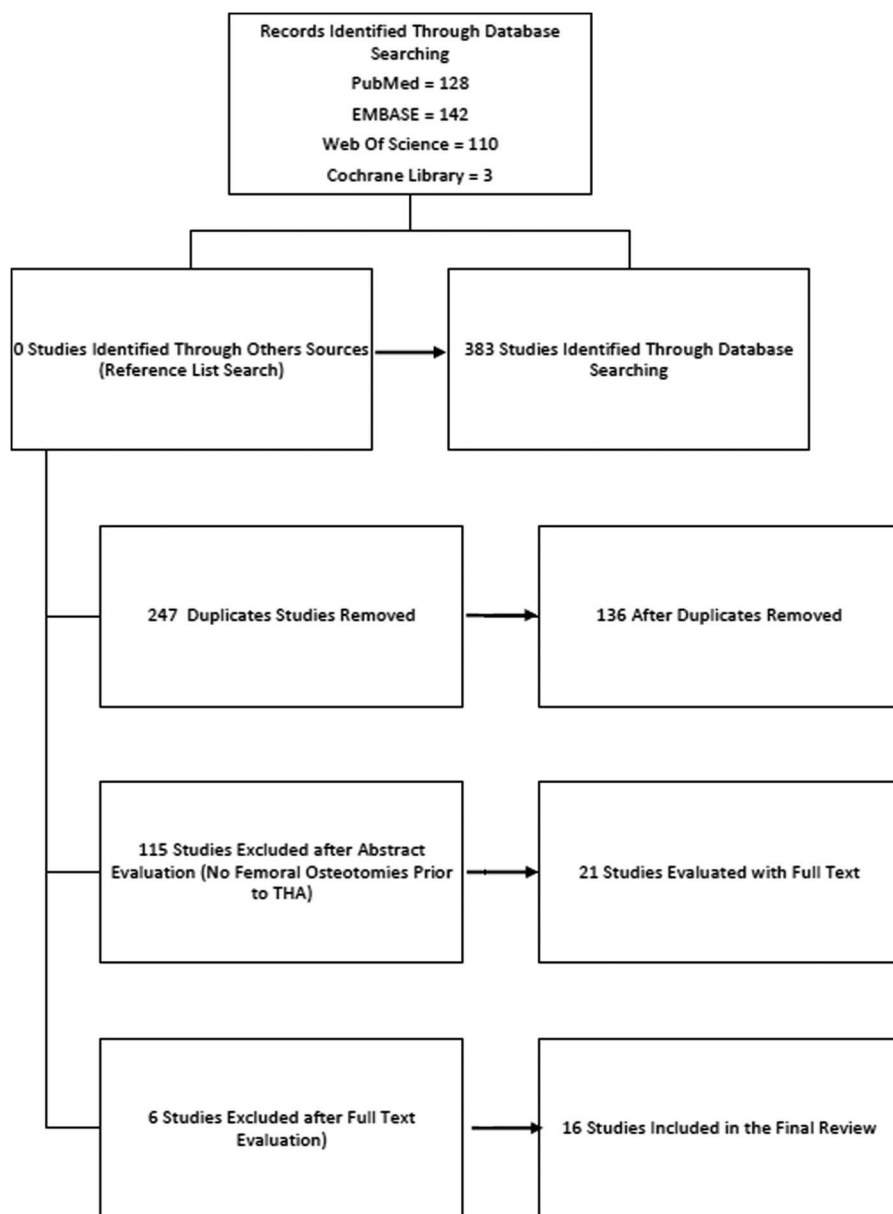 Records Identified Through Database
Searching
PubMed = 128
EMBASE = 142
Web Of Science = 110
Cochrane Library = 3
0 Studies Identified Through Others Sources
(Reference List Search)
383 Studies Identified Through Database
Searching
247 Duplicates Studies Removed
136 After Duplicates Removed
115 Studies Excluded after Abstract
Evaluation (No Femoral Osteotomies Prior
to THA)
21 Studies Evaluated with Full Text
6 Studies Excluded after Full Text
Evaluation)
16 Studies Included in the Final Review